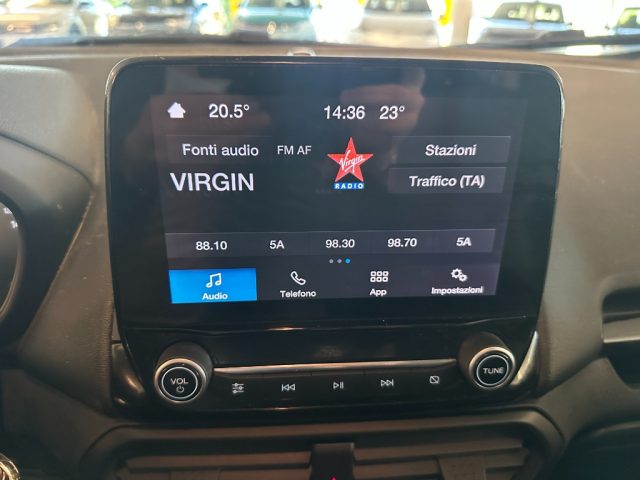 20.5° 14:36 23°
Fonti audio FM AF Stazioni
Virgin
RADIO
VIRGIN Traffico (TA)
88.10 5A 98.30 98.70 5A
Audio Telefono App Impostazioni
VOL TUNE